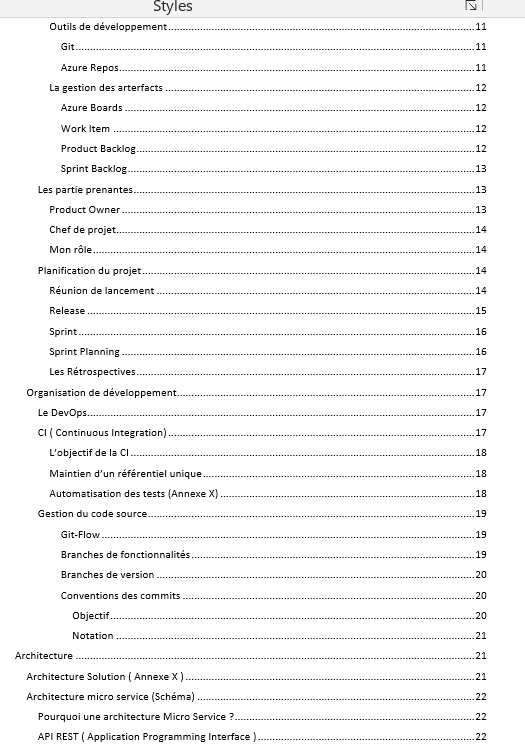 Styles
Outils de développement 11
Git 11
Azure Repos 11
La gestion des arterfacts 12
Azure Boards 12
Work Item 12
Product Backlog 12
Sprint Backlog 13
Les partie prenantes 13
Product Owner 13
Chef de projet 14
Mon rôle 14
Planification du projet 14
Réunion de lancement 14
Release 15
Sprint 16
Sprint Planning 16
Les Rétrospectives 17
Organisation de développement 17
Le DevOps 17
CI ( Continuous Integration) 17
L'objectif de la CI 18
Maintien d'un référentiel unique 18
Automatisation des tests (Annexe X) 18
Gestion du code source 19
Git-Flow 19
Branches de fonctionnalités 19
Branches de version 20
Conventions des commits 20
Objectif 20
Notation 21
Architecture 21
Architecture Solution ( Annexe X ) 21
Architecture micro service (Schéma) 22
Pourquoi une architecture Micro Service ? 22
API REST ( Application Programming Interface ) 22